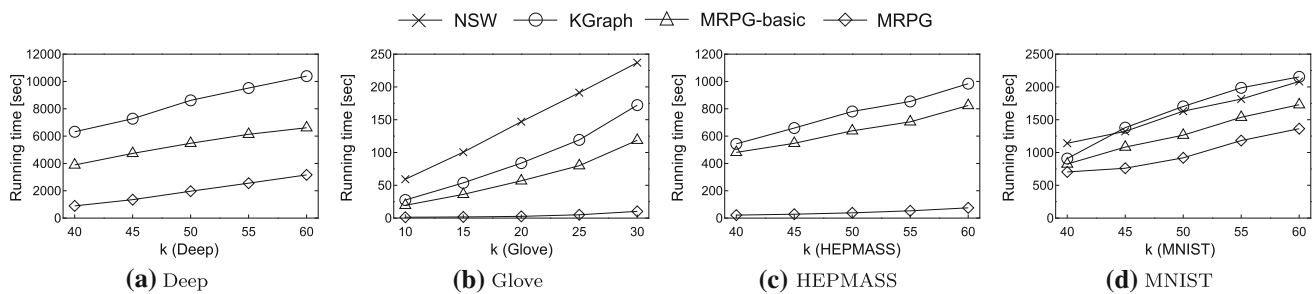 NSW KGraph MRPG-basic MRPG
Running time [sec]
12000
10000
8000
6000
4000
2000
0
40 45 50 55 60
k (Deep)
(a) Deep
Running time [sec]
250
200
150
100
50
0
10 15 20 25 30
k (Glove)
(b) Glove
Running time [sec]
1200
1000
800
600
400
200
0
40 45 50 55 60
k (HEPMASS)
(c) HEPMASS
Running time [sec]
2500
2000
1500
1000
500
0
40 45 50 55 60
k (MNIST)
(d) MNIST